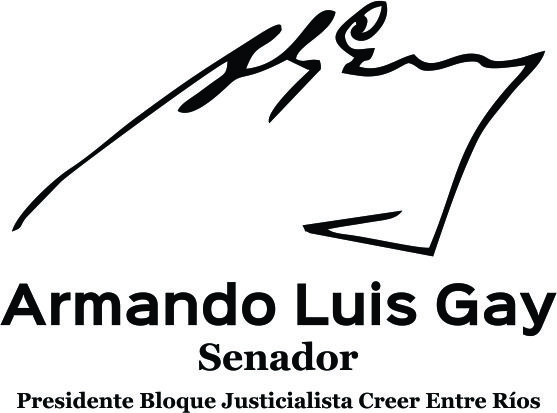 Armando Luis Gay
Senador
Presidente Bloque Justicialista Creer Entre Ríos